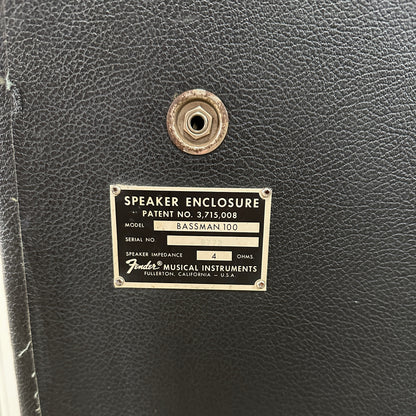 SPEAKER ENCLOSURE
PATENT NO. 3,715,008
MODEL BASSMAN 100
SERIAL NO.
SPEAKER IMPEDANCE 4 OHMS
Fender® MUSICAL INSTRUMENTS
FULLERTON, CALIFORNIA - U.S.A.